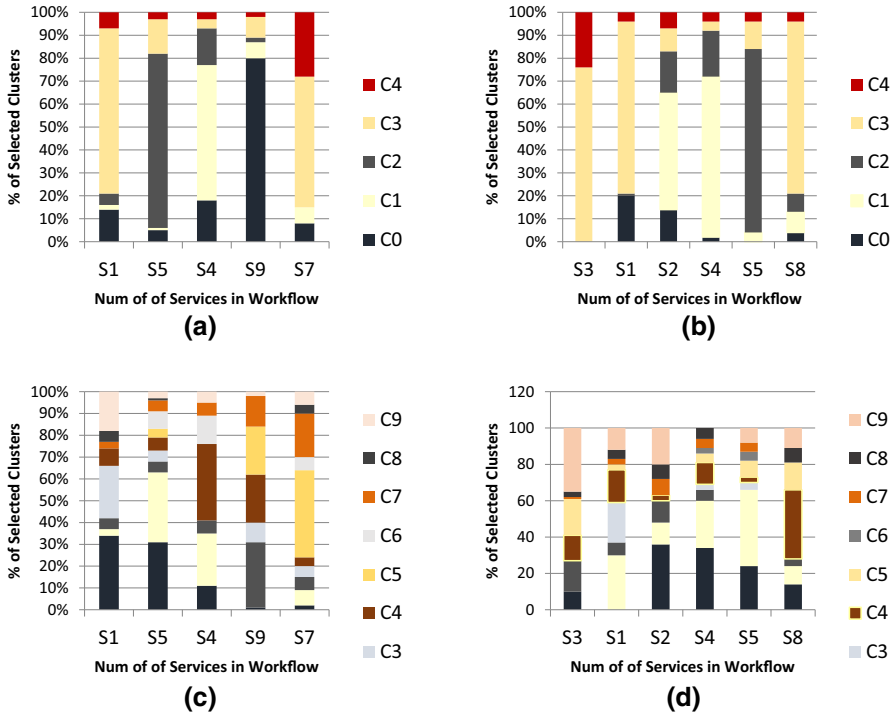 % of Selected Clusters
100%
90%
80%
70%
60%
50%
40%
30%
20%
10%
0%
S1 S5 S4 S9 S7
Num of of Services in Workflow
C4
C3
C2
C1
C0
(a)
% of Selected Clusters
100%
90%
80%
70%
60%
50%
40%
30%
20%
10%
0%
S3 S1 S2 S4 S5 S8
Num of of Services in Workflow
C4
C3
C2
C1
C0
(b)
% of Selected Clusters
100%
90%
80%
70%
60%
50%
40%
30%
20%
10%
0%
S1 S5 S4 S9 S7
Num of of Services in Workflow
C9
C8
C7
C6
C5
C4
C3
(c)
% of Selected Clusters
120
100
80
60
40
20
0
S3 S1 S2 S4 S5 S8
Num of of Services in Workflow
C9
C8
C7
C6
C5
C4
C3
(d)